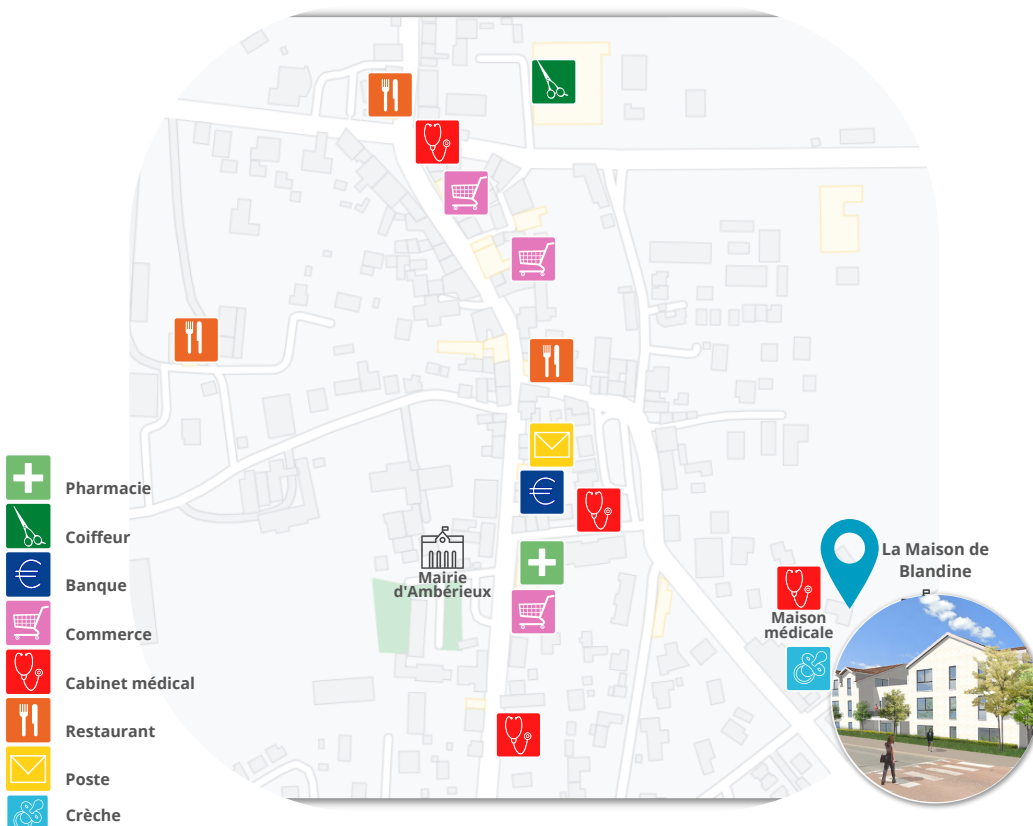 Pharmacie
Coiffeur
Banque
Commerce
Cabinet médical
Restaurant
Poste
Crèche
Mairie
d'Ambérieux
La Maison de
Blandine
Maison
médicale